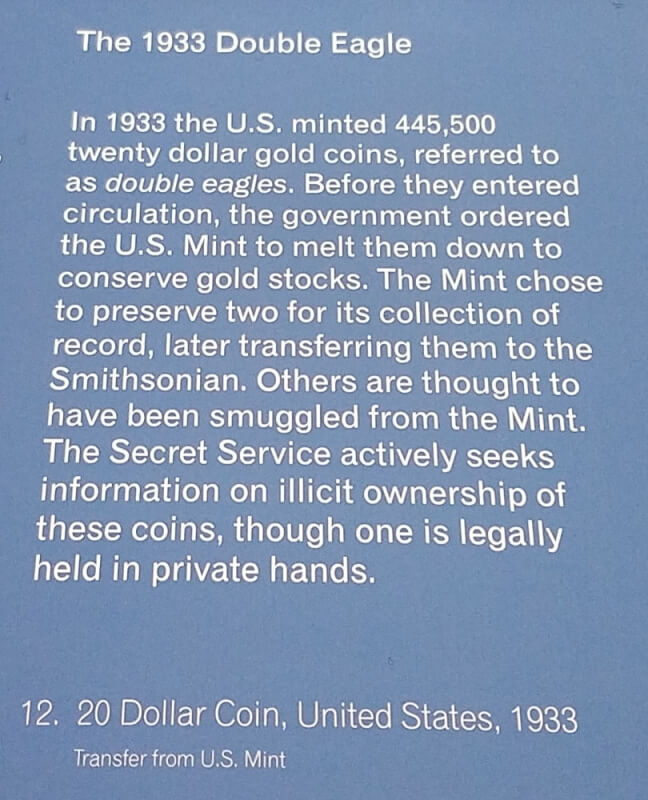 The 1933 Double Eagle
In 1933 the U.S. minted 445,500
twenty dollar gold coins, referred to
as double eagles. Before they entered
circulation, the government ordered
the U.S. Mint to melt them down to
conserve gold stocks. The Mint chose
to preserve two for its collection of
record, later transferring them to the
Smithsonian. Others are thought to
have been smuggled from the Mint.
The Secret Service actively seeks
information on illicit ownership of
these coins, though one is legally
held in private hands.
12. 20 Dollar Coin, United States, 1933
Transfer from U.S. Mint